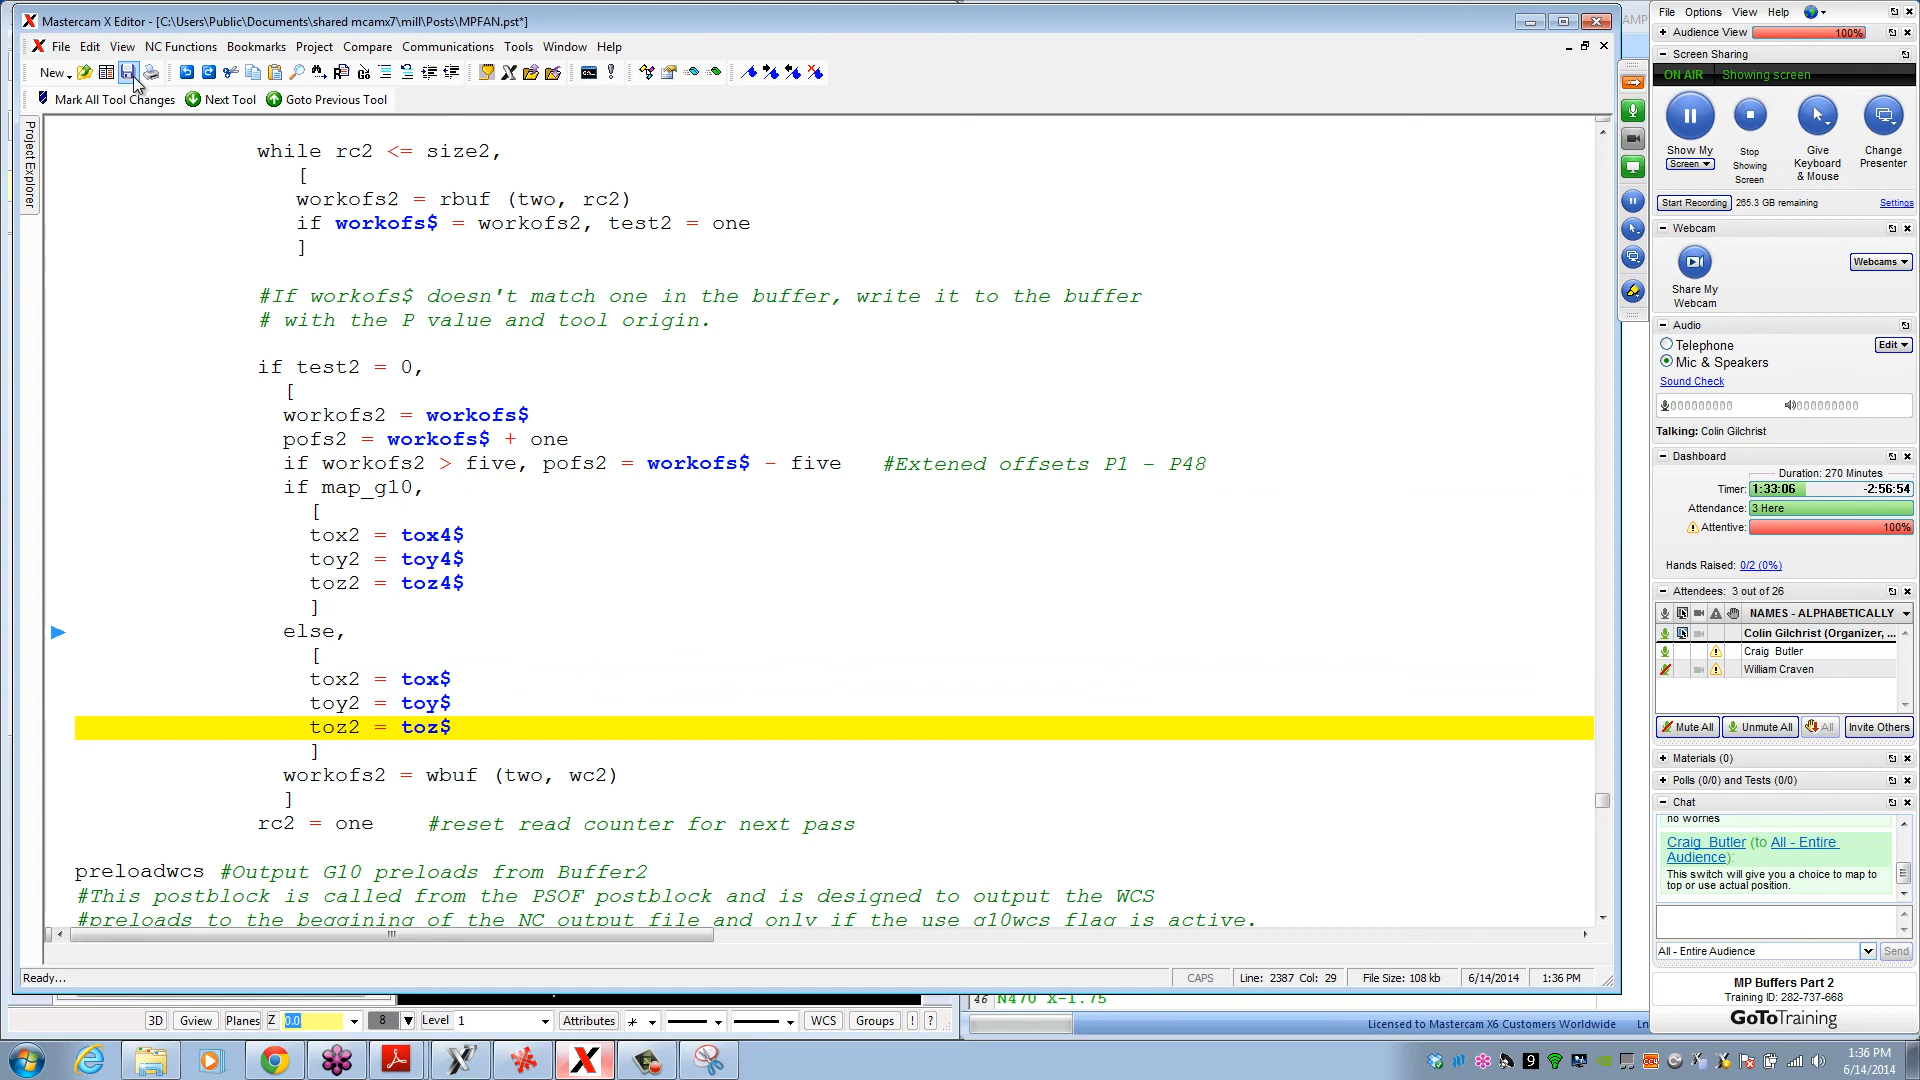 Mastercam X Editor - [C:\Users\Public\Documents\shared mcamx7\mill\Posts\MPFAN.pst*]
File Edit View NC Functions Bookmarks Project Compare Communications Tools Window Help
New
Mark All Tool Changes Next Tool Goto Previous Tool
Project Explorer
while rc2 <= size2,
[
workofs2 = rbuf (two, rc2)
if workofs$ = workofs2, test2 = one
]
#If workofs$ doesn't match one in the buffer, write it to the buffer
# with the P value and tool origin.
if test2 = 0,
[
workofs2 = workofs$
pofs2 = workofs$ + one
if workofs2 > five, pofs2 = workofs$ - five #Extened offsets P1 - P48
if map_g10,
[
tox2 = tox4$
toy2 = toy4$
toz2 = toz4$
]
else,
[
tox2 = tox$
toy2 = toy$
toz2 = toz$
]
workofs2 = wbuf (two, wc2)
]
rc2 = one #reset read counter for next pass
preloadwcs #Output G10 preloads from Buffer2
#This postblock is called from the PSOF postblock and is designed to output the WCS
#preloads to the beggining of the NC output file and only if the use g10wcs flag is active.
Ready... CAPS Line: 2387 Col: 29 File Size: 108 kb 6/14/2014 1:36 PM
46 N470 X-1.75
3D Gview Planes Z 0.0 8 Level 1 Attributes WCS Groups ! ?
Licensed to Mastercam X6 Customers Worldwide Ln
AMP
File Options View Help
Audience View 100%
Screen Sharing
ON AIR Showing screen
Show My Screen
Stop Showing Screen
Give Keyboard & Mouse
Change Presenter
Start Recording 265.3 GB remaining Settings
Webcam
Webcams
Share My Webcam
Audio
Telephone Edit
Mic & Speakers
Sound Check
Talking: Colin Gilchrist
Dashboard
Duration: 270 Minutes
Timer: 1:33:06 -2:56:54
Attendance: 3 Here
Attentive: 100%
Hands Raised: 0/2 (0%)
Attendees: 3 out of 26
NAMES - ALPHABETICALLY
Colin Gilchrist (Organizer, ...
Craig Butler
William Craven
Mute All Unmute All All Invite Others
Materials (0)
Polls (0/0) and Tests (0/0)
Chat
no worries
Craig Butler (to All - Entire
Audience):
This switch will give you a choice to map to
top or use actual position.
All - Entire Audience Send
MP Buffers Part 2
Training ID: 282-737-668
GoToTraining
1:36 PM
6/14/2014